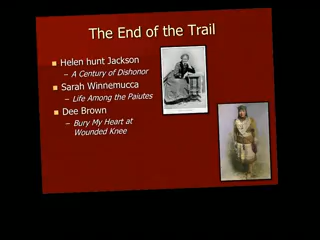 The End of the Trail
Helen hunt Jackson
– A Century of Dishonor
Sarah Winnemucca
– Life Among the Paiutes
Dee Brown
– Bury My Heart at
Wounded Knee